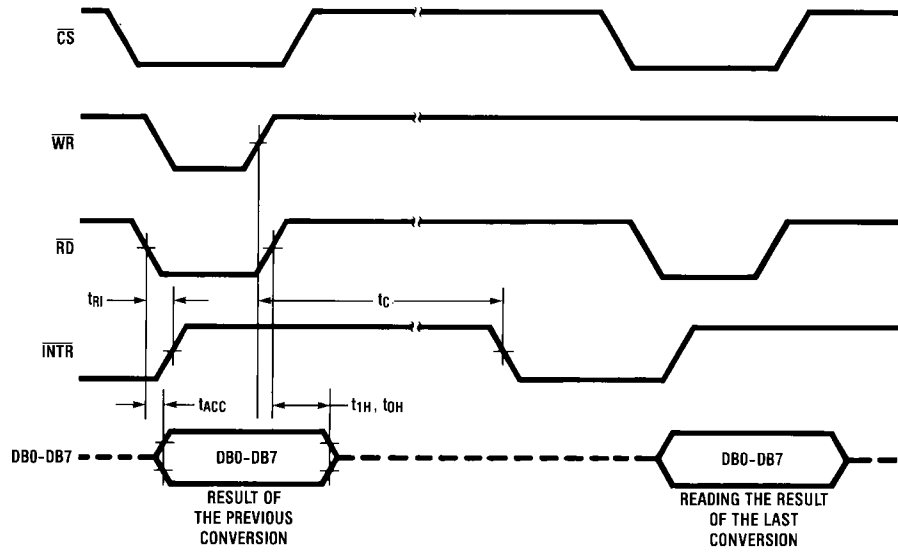 CS
WR
RD
tRI
tC
INTR
tACC
t1H, t0H
DB0-DB7
DB0-DB7
DB0-DB7
RESULT OF
THE PREVIOUS
CONVERSION
READING THE RESULT
OF THE LAST
CONVERSION